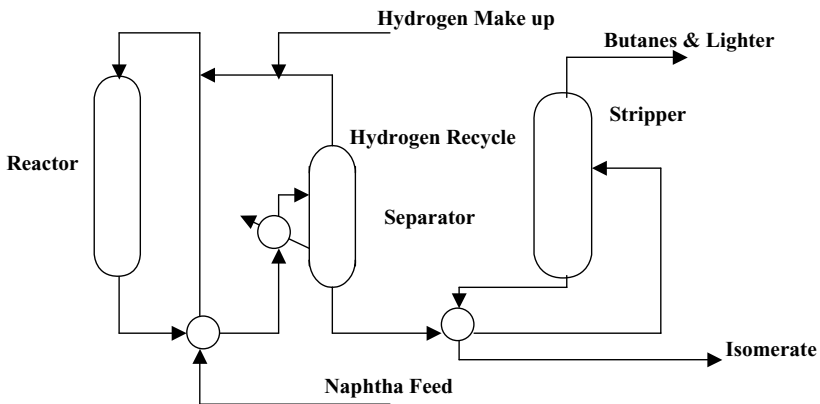 Hydrogen Make up
Butanes & Lighter
Stripper
Hydrogen Recycle
Reactor
Separator
Isomerate
Naphtha Feed